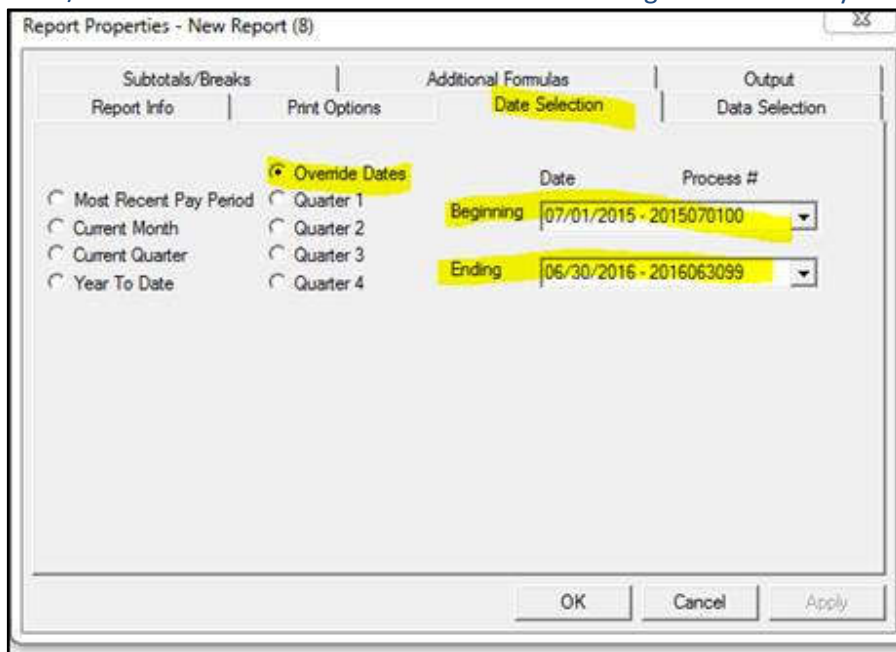 Report Properties - New Report (8)
Subtotals/Breaks Additional Formulas Output
Report Info Print Options Date Selection Data Selection
Override Dates Date Process #
Most Recent Pay Period Quarter 1 Beginning 07/01/2015 - 2015070100
Current Month Quarter 2
Current Quarter Quarter 3 Ending 06/30/2016 - 2016063099
Year To Date Quarter 4
OK Cancel Apply